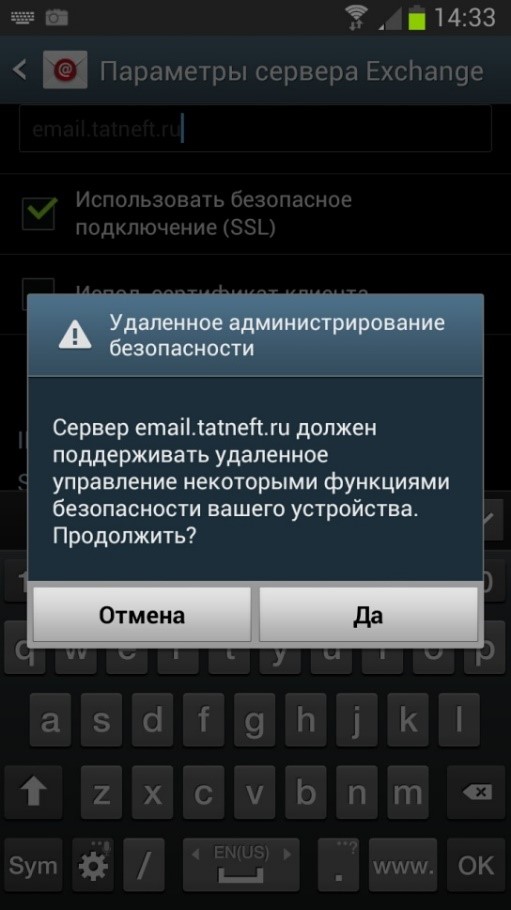 14:33
Параметры сервера Exchange
email.tatneft.ru
Использовать безопасное
подключение (SSL)
Испол. сертификат клиента
Удаленное администрирование
безопасности
Сервер email.tatneft.ru должен
поддерживать удаленное
управление некоторыми функциями
безопасности вашего устройства.
Продолжить?
Отмена Да
q w e r t y u i o p
a s d f g h j k l
z x c v b n m
Sym / EN(US) . www. OK